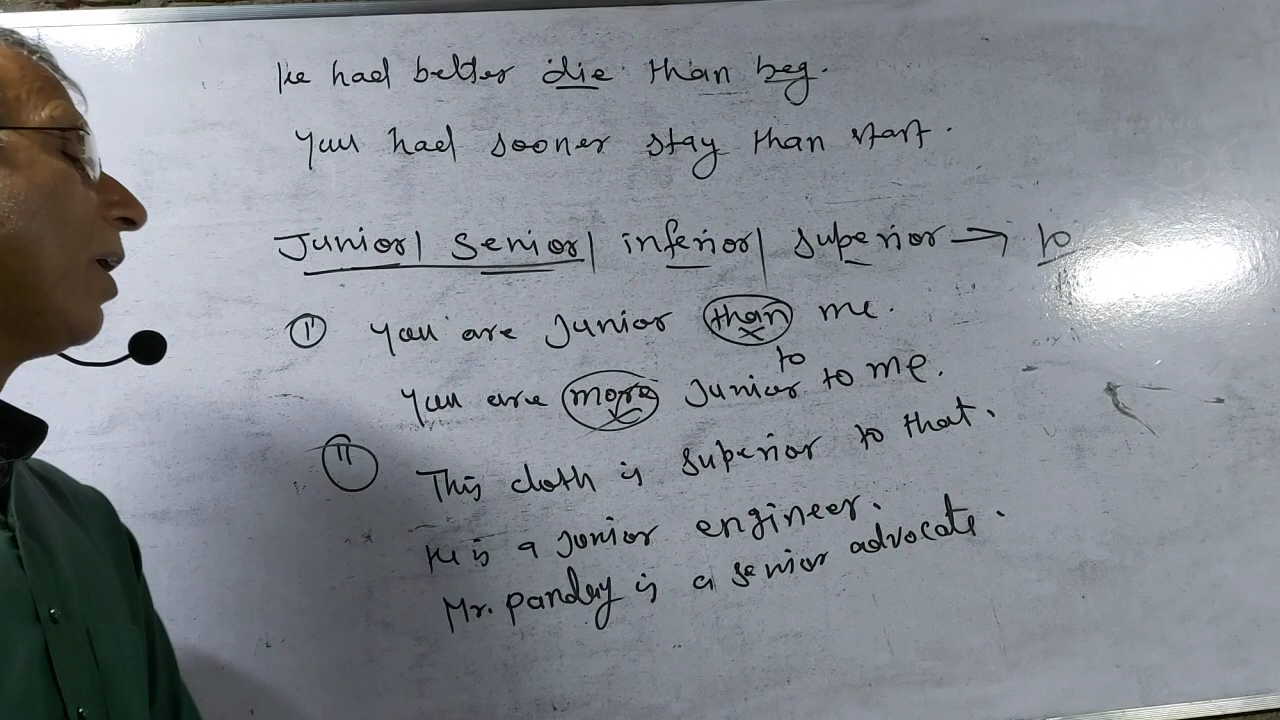 He had better die than beg.
You had sooner stay than start.
Junior| Senior| inferior| superior → to
(i) You are Junior than me.
to
You are more Junior to me.
(ii) This cloth is superior to that.
He is a junior engineer.
Mr. Panday is a senior advocate.